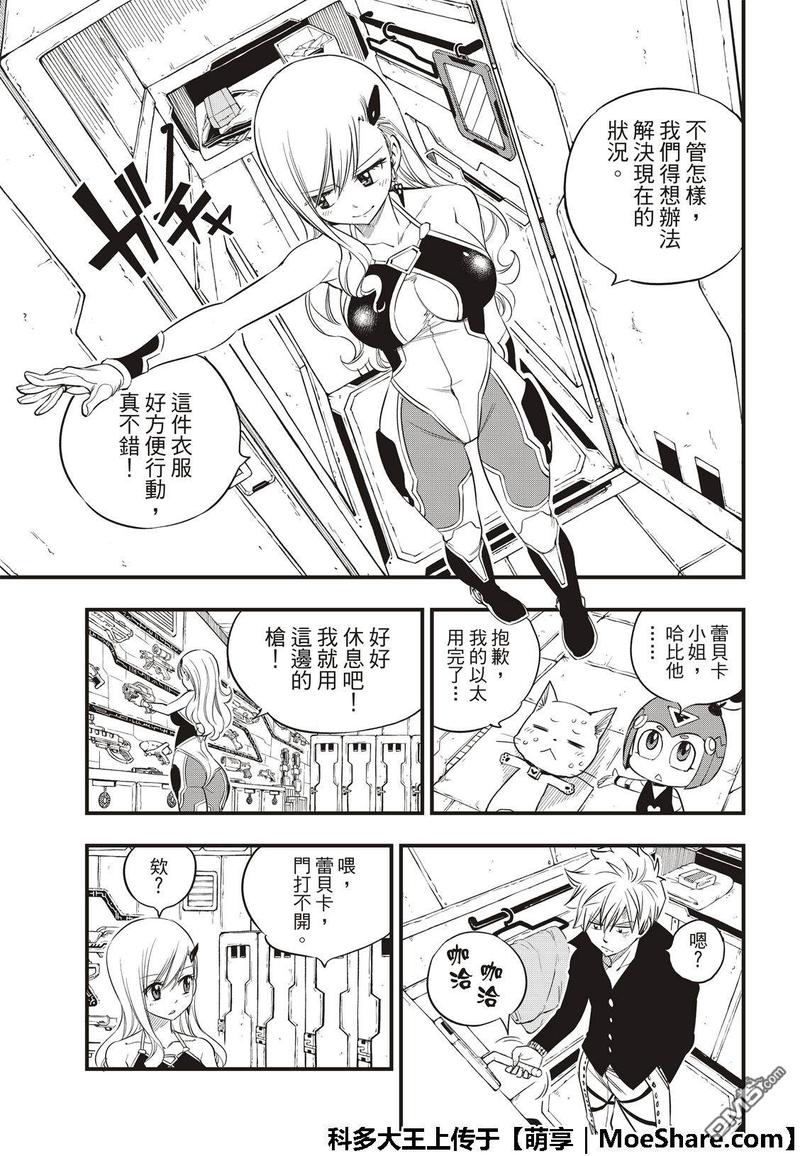 不管怎樣，
我們得想辦法
解決現在的
狀況。
ガチャ
這件衣服
好方便行動，
真不錯！
蕾貝卡
小姐，
哈比他
……
抱歉，
我的以太
用完了…
好好
休息吧！
我就用
這邊的
槍！
嗯？
咖洽
咖洽
喂，
蕾貝卡，
門打不開。
欸？
科多大王上传于【萌享｜MoeShare.com】